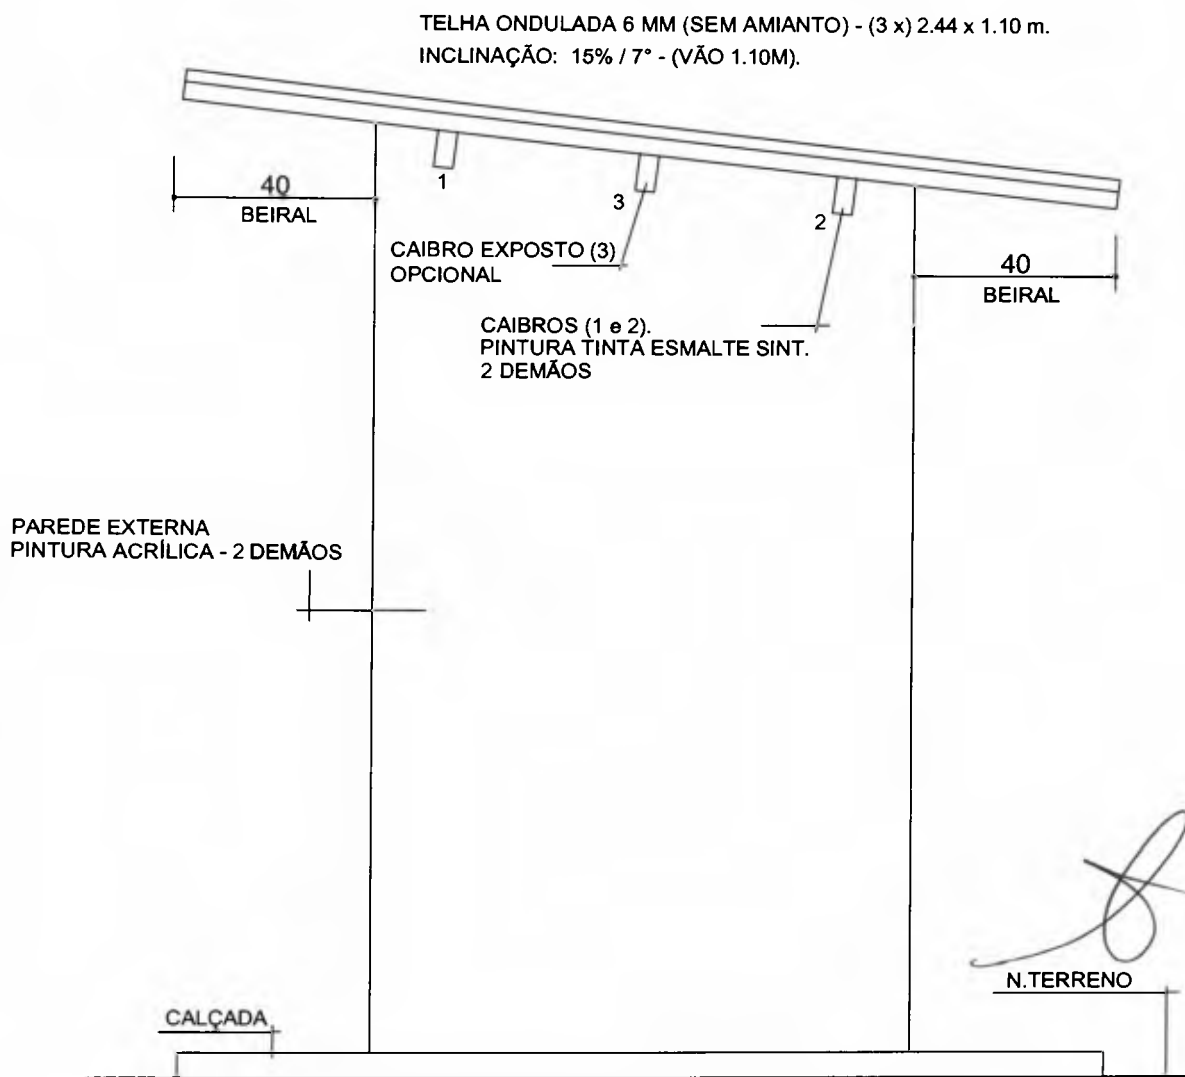 TELHA ONDULADA 6 MM (SEM AMIANTO) - (3 x) 2.44 x 1.10 m.
INCLINAÇÃO: 15% / 7° - (VÃO 1.10M).
1
3
2
40
BEIRAL
CAIBRO EXPOSTO (3)
OPCIONAL
40
BEIRAL
CAIBROS (1 e 2).
PINTURA TINTA ESMALTE SINT.
2 DEMÃOS
PAREDE EXTERNA
PINTURA ACRÍLICA - 2 DEMÃOS
N.TERRENO
CALÇADA